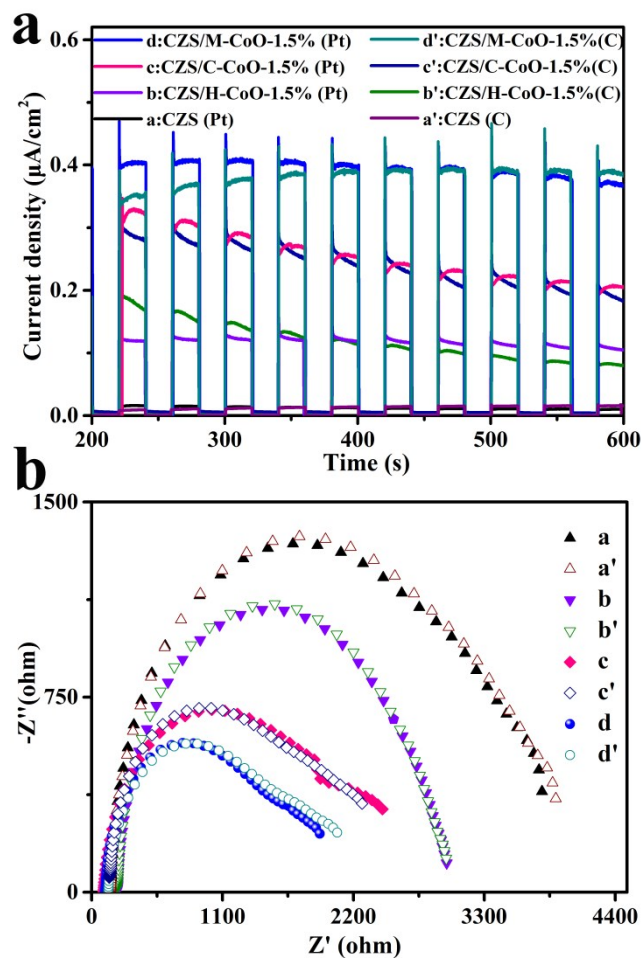 a
0.6
d:CZS/M-CoO-1.5% (Pt) d':CZS/M-CoO-1.5%(C)
c:CZS/C-CoO-1.5% (Pt) c':CZS/C-CoO-1.5%(C)
b:CZS/H-CoO-1.5% (Pt) b':CZS/H-CoO-1.5%(C)
a:CZS (Pt) a':CZS (C)
0.4
0.2
0.0
Current density (μA/cm²)
200 300 400 500 600
Time (s)
b
1500
750
0
-Z''(ohm)
a
a'
b
b'
c
c'
d
d'
0 1100 2200 3300 4400
Z' (ohm)